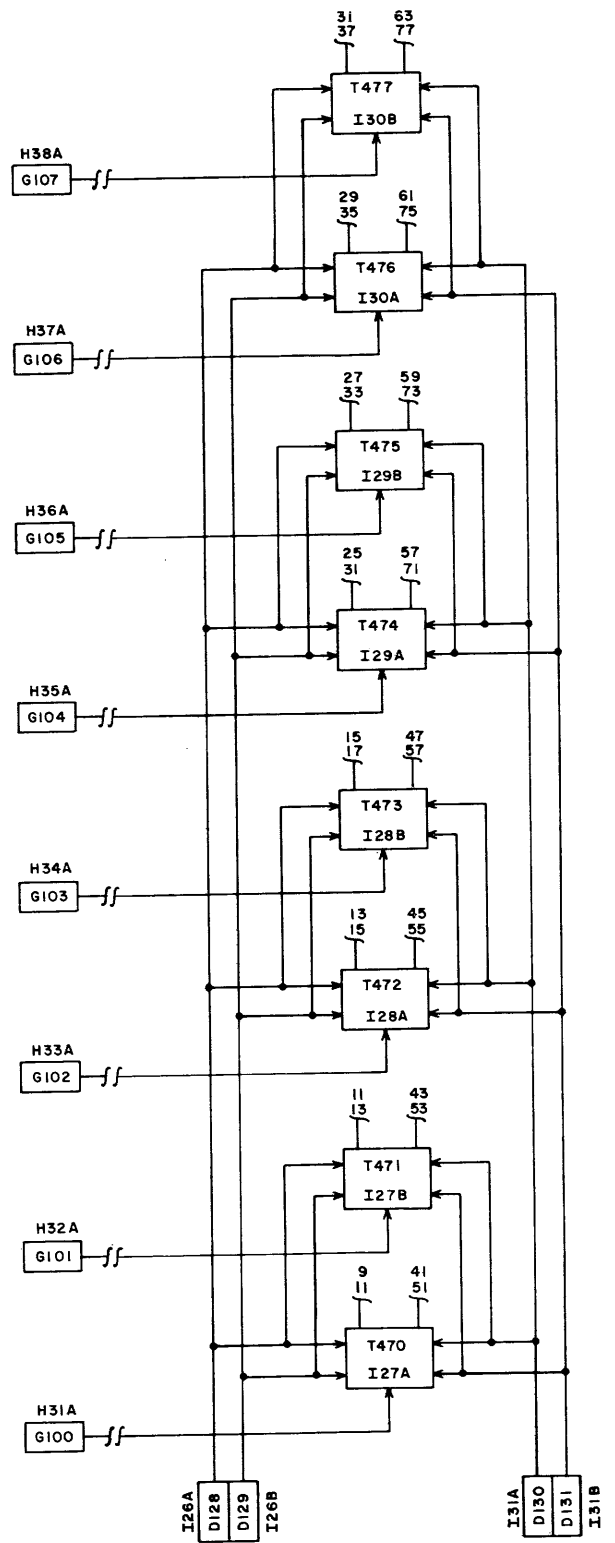 31 63
37 77
T477
I30B
H38A
G107
29 61
35 75
T476
I30A
H37A
G106
27 59
33 73
T475
I29B
H36A
G105
25 57
31 71
T474
I29A
H35A
G104
15 47
17 57
T473
I28B
H34A
G103
13 45
15 55
T472
I28A
H33A
G102
11 43
13 53
T471
I27B
H32A
G101
9 41
11 51
T470
I27A
H31A
G100
I26A D128 D129 I26B I31A D130 D131 I31B